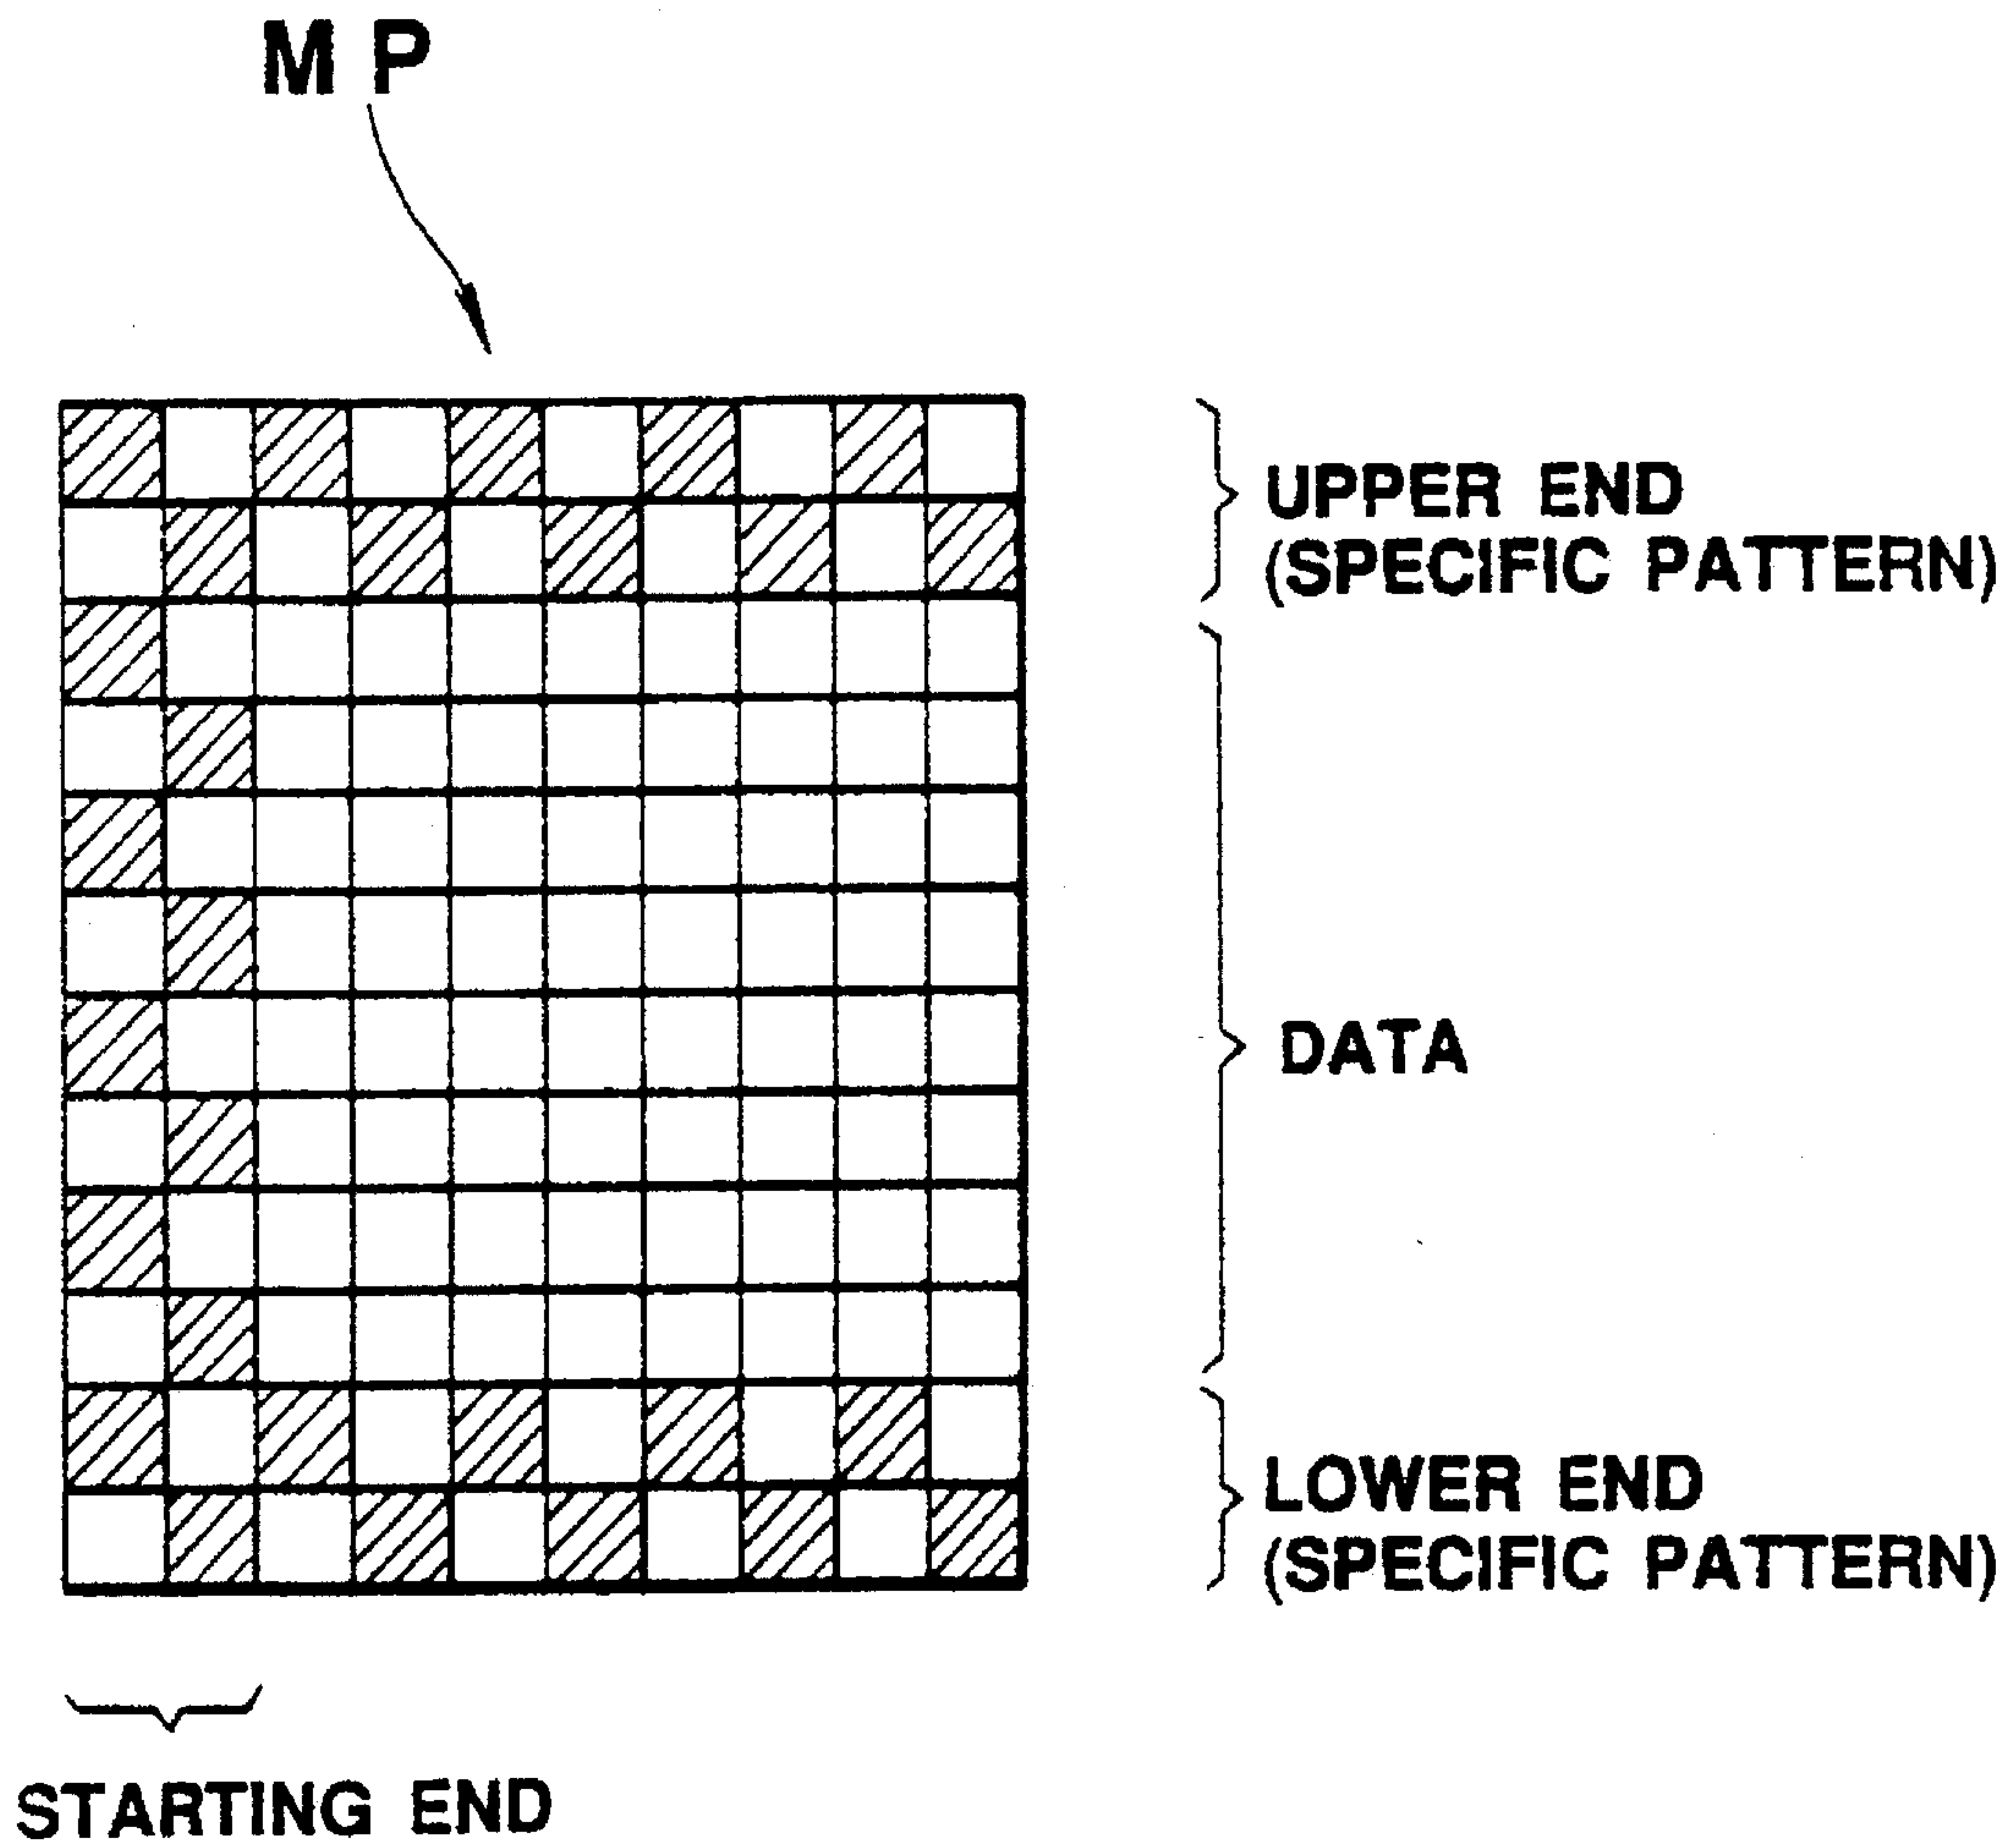 M P
UPPER END
(SPECIFIC PATTERN)
DATA
LOWER END
(SPECIFIC PATTERN)
STARTING END